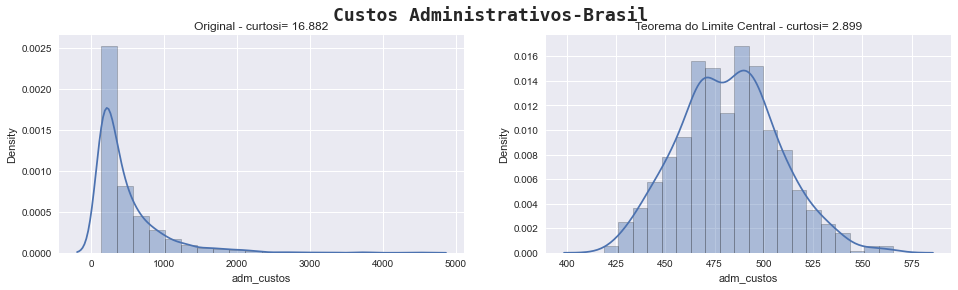 Custos Administrativos-Brasil
Original - curtosi= 16.882
0.0025
0.0020
0.0015
0.0010
0.0005
0.0000
Density
0 1000 2000 3000 4000 5000
adm_custos
Teorema do Limite Central - curtosi= 2.899
0.016
0.014
0.012
0.010
0.008
0.006
0.004
0.002
0.000
Density
400 425 450 475 500 525 550 575
adm_custos